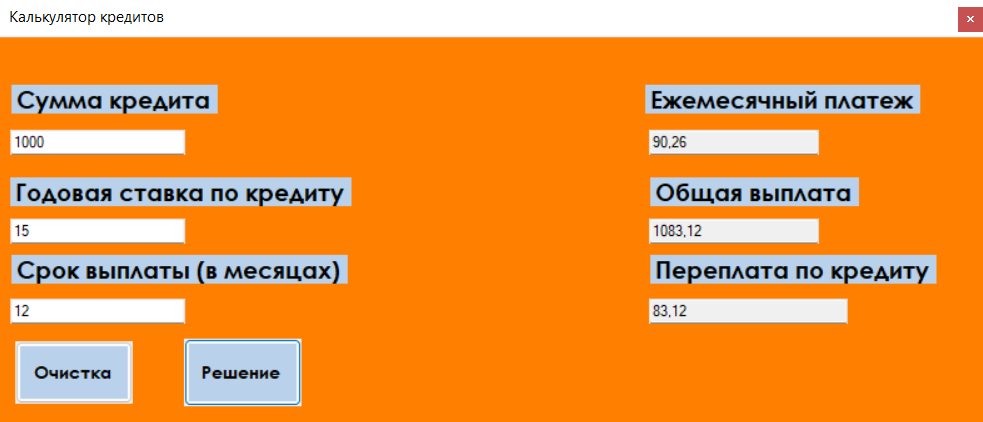 Калькулятор кредитов
×
Сумма кредита
1000
Годовая ставка по кредиту
15
Срок выплаты (в месяцах)
12
Очистка
Решение
Ежемесячный платеж
90,26
Общая выплата
1083,12
Переплата по кредиту
83,12